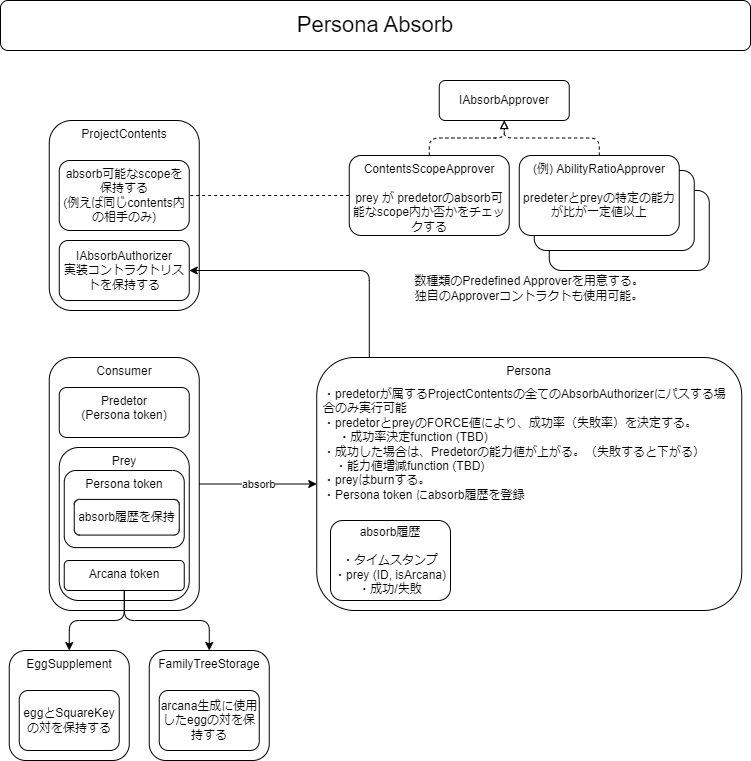 Persona Absorb
IAbsorbApprover
ProjectContents
absorb可能なscopeを
保持する
(例えば同じcontents内
の相手のみ)
IAbsorbAuthorizer
実装コントラクトリス
トを保持する
ContentsScopeApprover
prey が predetorのabsorb可
能なscope内か否かをチェッ
クする
(例) AbilityRatioApprover
predeterとpreyの特定の能力
が比が一定値以上
数種類のPredefined Approverを用意する。
独自のApproverコントラクトも使用可能。
Consumer
Predetor
(Persona token)
Prey
Persona token
absorb履歴を保持
Arcana token
absorb
Persona
・predetorが属するProjectContentsの全てのAbsorbAuthorizerにパスする場
合のみ実行可能
・predetorとpreyのFORCE値により、成功率（失敗率）を決定する。
・成功率決定function (TBD)
・成功した場合は、Predetorの能力値が上がる。（失敗すると下がる）
・能力値増減function (TBD)
・preyはburnする。
・Persona token にabsorb履歴を登録
absorb履歴
・タイムスタンプ
・prey (ID, isArcana)
・成功/失敗
EggSupplement
eggとSquareKey
の対を保持する
FamilyTreeStorage
arcana生成に使用
したeggの対を保
持する